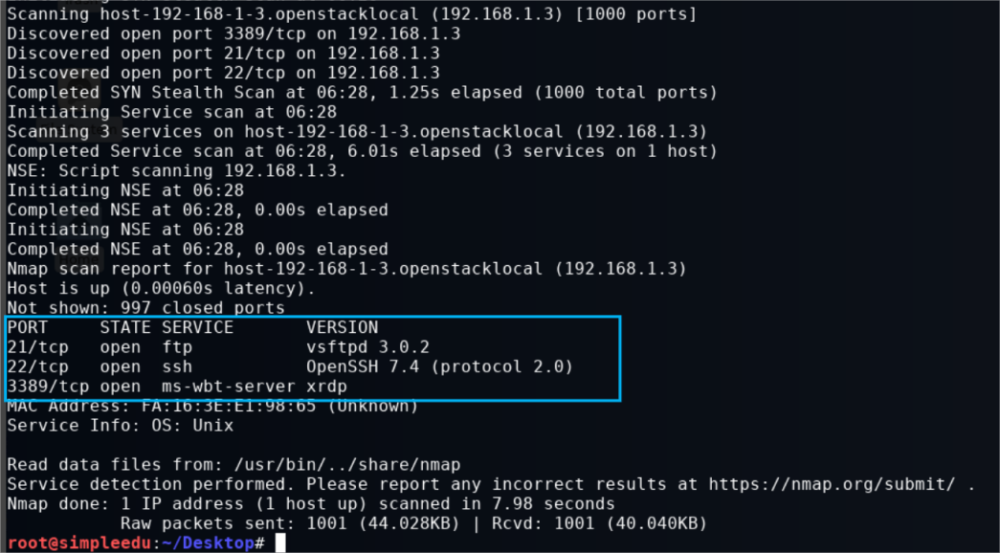 Scanning host-192-168-1-3.openstacklocal (192.168.1.3) [1000 ports]
Discovered open port 3389/tcp on 192.168.1.3
Discovered open port 21/tcp on 192.168.1.3
Discovered open port 22/tcp on 192.168.1.3
Completed SYN Stealth Scan at 06:28, 1.25s elapsed (1000 total ports)
Initiating Service scan at 06:28
Scanning 3 services on host-192-168-1-3.openstacklocal (192.168.1.3)
Completed Service scan at 06:28, 6.01s elapsed (3 services on 1 host)
NSE: Script scanning 192.168.1.3.
Initiating NSE at 06:28
Completed NSE at 06:28, 0.00s elapsed
Initiating NSE at 06:28
Completed NSE at 06:28, 0.00s elapsed
Nmap scan report for host-192-168-1-3.openstacklocal (192.168.1.3)
Host is up (0.00060s latency).
Not shown: 997 closed ports
PORT     STATE SERVICE       VERSION
21/tcp   open  ftp           vsftpd 3.0.2
22/tcp   open  ssh           OpenSSH 7.4 (protocol 2.0)
3389/tcp open  ms-wbt-server xrdp
MAC Address: FA:16:3E:E1:98:65 (Unknown)
Service Info: OS: Unix
Read data files from: /usr/bin/../share/nmap
Service detection performed. Please report any incorrect results at https://nmap.org/submit/ .
Nmap done: 1 IP address (1 host up) scanned in 7.98 seconds
Raw packets sent: 1001 (44.028KB) | Rcvd: 1001 (40.040KB)
root@simpleedu:~/Desktop#